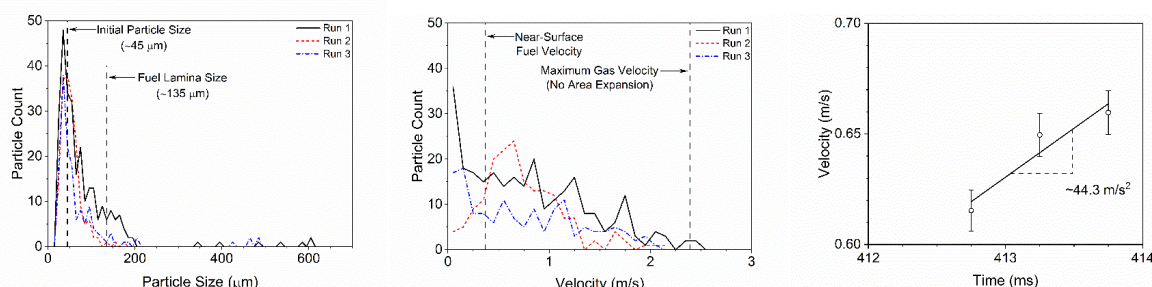 50
40
30
20
10
0
Particle Count
Initial Particle Size
(~45 μm)
Fuel Lamina Size
(~135 μm)
Run 1
Run 2
Run 3
0
200
400
600
Particle Size (μm)
50
40
30
20
10
0
Particle Count
Near-Surface
Fuel Velocity
Maximum Gas Velocity
(No Area Expansion)
Run 1
Run 2
Run 3
0
1
2
3
Velocity (m/s)
0.70
0.65
0.60
Velocity (m/s)
~44.3 m/s²
412
413
414
Time (ms)